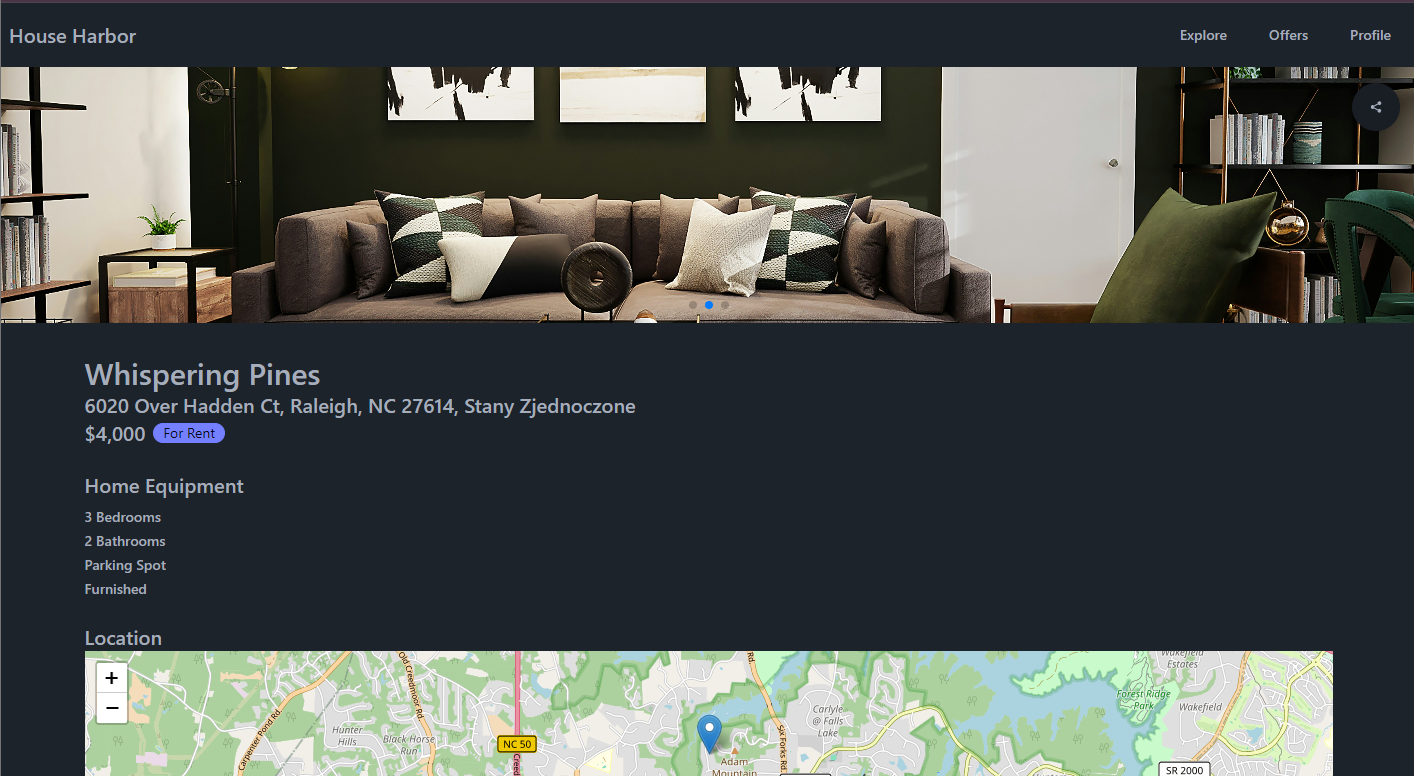 House Harbor
Explore
Offers
Profile
Whispering Pines
6020 Over Hadden Ct, Raleigh, NC 27614, Stany Zjednoczone
$4,000 For Rent
Home Equipment
3 Bedrooms
2 Bathrooms
Parking Spot
Furnished
Location
+
−
Carpenter Pond Rd.
Old Creedmoor Rd.
Hunter
Hills
Black Horse
Run
NC 50
Creed
Rd.
Six Forks Rd.
Adam
Mountain
Carlyle
@ Falls
Lake
Wakefield
Estates
Forest Ridge
Park
Wakefield
SR 2000